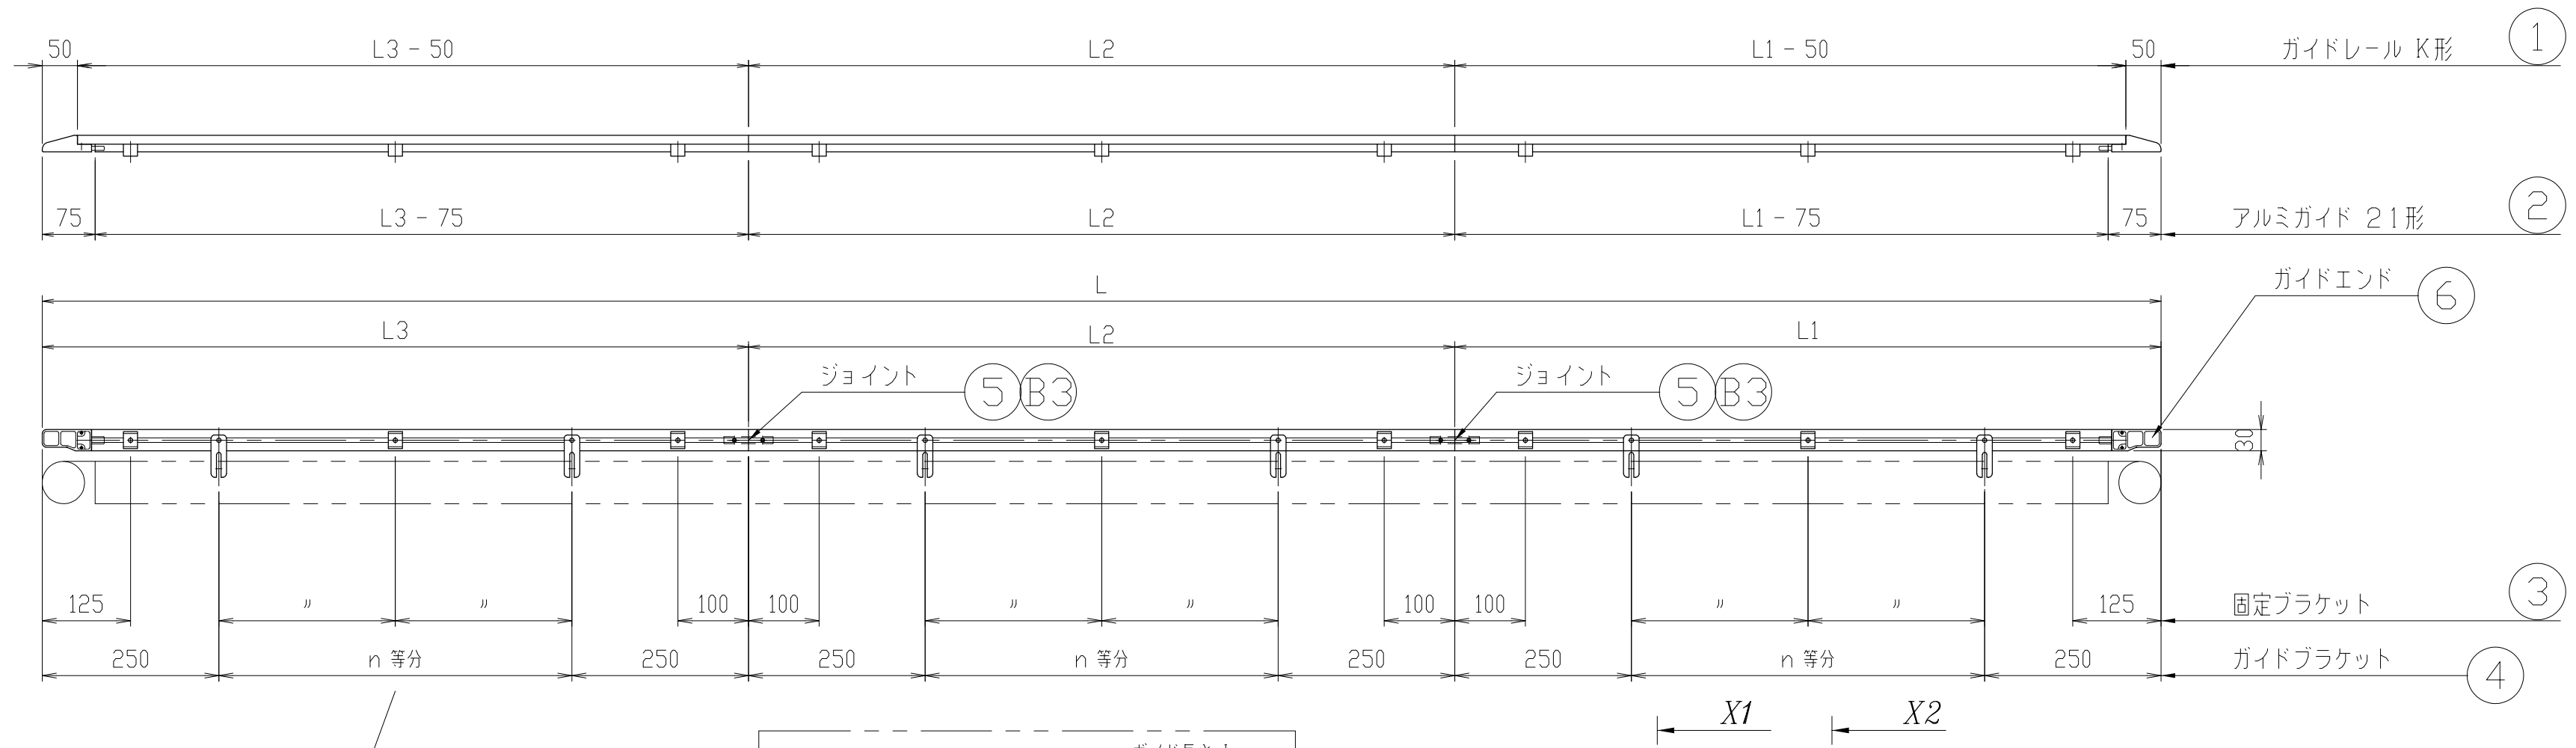 50 L3 - 50 L2 L1 - 50 50 ガイドレール K形 1
75 L3 - 75 L2 L1 - 75 75 アルミガイド 21形 2
L
ガイドエンド 6
L3 L2 L1
ジョイント 5 B3 ジョイント 5 B3
30
125 〃 〃 100 100 〃 〃 100 100 〃 〃 125 固定ブラケット 3
250 n 等分 250 250 n 等分 250 250 n 等分 250 ガイドブラケット 4
X1 X2